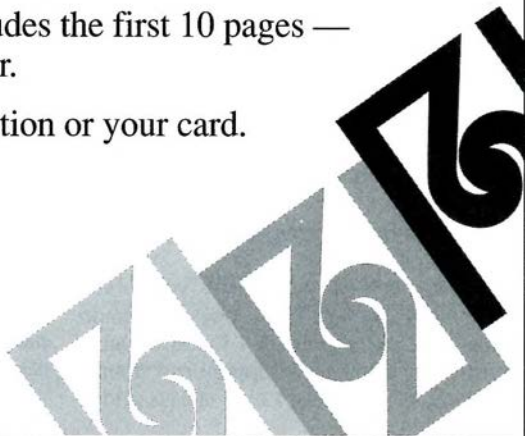 des the first 10 pages —
r.
tion or your card.